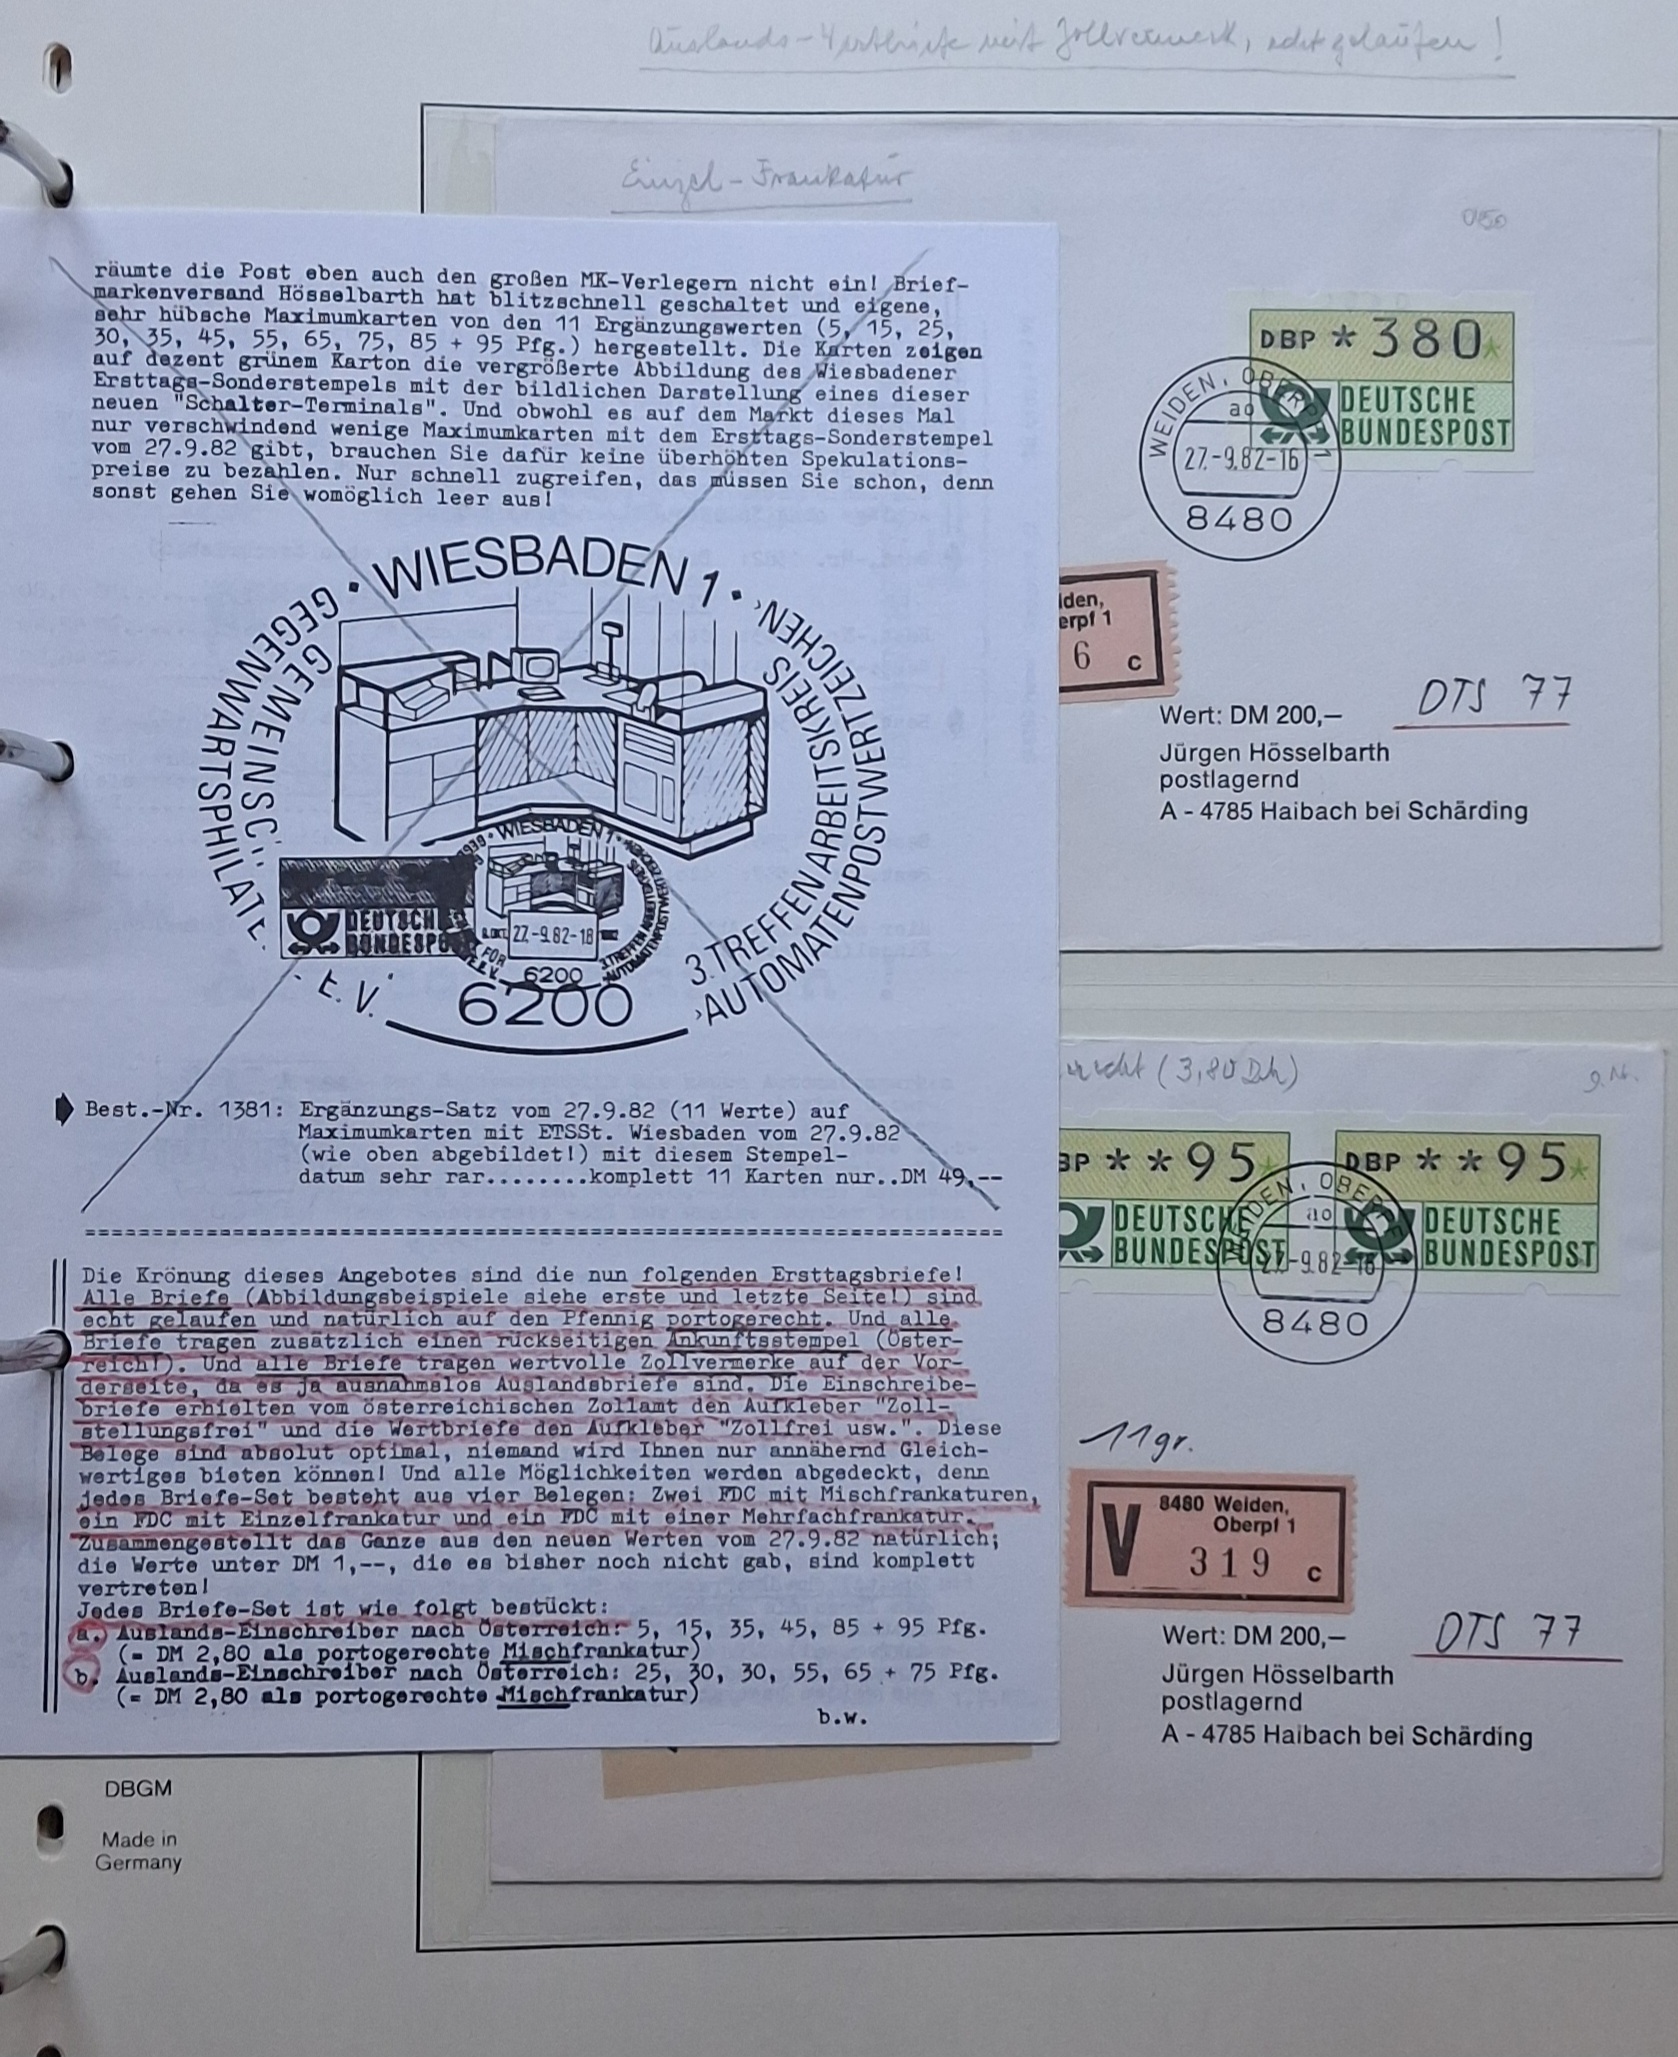 Auslands-Wertbriefe mit Zollvermerk, echt gelaufen!
Einzel-Frankatur
räumte die Post eben auch den großen MK-Verlegern nicht ein! Brief-
markenversand Hösselbarth hat blitzschnell geschaltet und eigene,
sehr hübsche Maximumkarten von den 11 Ergänzungswerten (5, 15, 25,
30, 35, 45, 55, 65, 75, 85 + 95 Pfg.) hergestellt. Die Karten zeigen
auf dezent grünem Karton die vergrößerte Abbildung des Wiesbadener
Ersttags-Sonderstempels mit der bildlichen Darstellung eines dieser
neuen "Schalter-Terminals". Und obwohl es auf dem Markt dieses Mal
nur verschwindend wenige Maximumkarten mit dem Ersttags-Sonderstempel
vom 27.9.82 gibt, brauchen Sie dafür keine überhöhten Spekulations-
preise zu bezahlen. Nur schnell zugreifen, das müssen Sie schon, denn
sonst gehen Sie womöglich leer aus!
• WIESBADEN 1 •
GEMEINSC
GEGENWARTSPHILATE
E.V.
3. TREFFEN ARBEITSKREIS
›AUTOMATENPOSTWERTZEICHEN‹
DEUTSCH
BUNDESPO
• WIESBADEN 1 •
27.-9.82-18
6200
6200
Best.-Nr. 1381: Ergänzungs-Satz vom 27.9.82 (11 Werte) auf
Maximumkarten mit ETSSt. Wiesbaden vom 27.9.82
(wie oben abgebildet!) mit diesem Stempel-
datum sehr rar........komplett 11 Karten nur..DM 49,--
Die Krönung dieses Angebotes sind die nun folgenden Ersttagsbriefe!
Alle Briefe (Abbildungsbeispiele siehe erste und letzte Seite!) sind
echt gelaufen und natürlich auf den Pfennig portogerecht. Und alle
Briefe tragen zusätzlich einen rückseitigen Ankunftsstempel (Öster-
reich!). Und alle Briefe tragen wertvolle Zollvermerke auf der Vor-
derseite, da es ja ausnahmslos Auslandsbriefe sind. Die Einschreibe-
briefe erhielten vom österreichischen Zollamt den Aufkleber "Zoll-
stellungsfrei" und die Wertbriefe den Aufkleber "Zollfrei usw.". Diese
Belege sind absolut optimal, niemand wird Ihnen nur annähernd Gleich-
wertiges bieten können! Und alle Möglichkeiten werden abgedeckt, denn
jedes Briefe-Set besteht aus vier Belegen: Zwei FDC mit Mischfrankaturen,
ein FDC mit Einzelfrankatur und ein FDC mit einer Mehrfachfrankatur.
Zusammengestellt das Ganze aus den neuen Werten vom 27.9.82 natürlich;
die Werte unter DM 1,--, die es bisher noch nicht gab, sind komplett
vertreten!
Jedes Briefe-Set ist wie folgt bestückt:
a. Auslands-Einschreiber nach Österreich: 5, 15, 35, 45, 85 + 95 Pfg.
(= DM 2,80 als portogerechte Mischfrankatur)
b. Auslands-Einschreiber nach Österreich: 25, 30, 30, 55, 65 + 75 Pfg.
(= DM 2,80 als portogerechte Mischfrankatur)
b.w.
DBGM
Made in
Germany
DBP * 380
DEUTSCHE
BUNDESPOST
WEIDEN, OBERPF 1
ao
27.-9.82-16
8480
iden,
erpf 1
6 c
DTS 77
Wert: DM 200,—
Jürgen Hösselbarth
postlagernd
A - 4785 Haibach bei Schärding
BP * * 95
DEUTSCHE
BUNDESPOST
DBP * * 95
DEUTSCHE
BUNDESPOST
WEIDEN, OBERPF
ao
27.-9.82-16
8480
11gr.
V
8480 Weiden,
Oberpf 1
319 c
DTS 77
Wert: DM 200,—
Jürgen Hösselbarth
postlagernd
A - 4785 Haibach bei Schärding